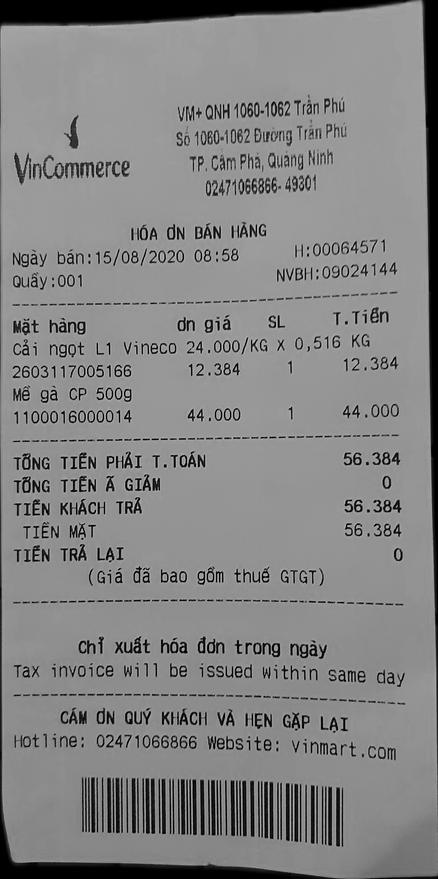 VinCommerce
VM+ QNH 1060-1062 Trần Phú
Số 1060-1062 Đường Trần Phú
TP. Cẩm Phả, Quảng Ninh
02471066866- 49301
HÓA ƠN BÁN HÀNG
Ngày bán:15/08/2020 08:58 H:00064571
Quầy:001 NVBH:09024144
Mặt hàng ơn giá SL T.Tiền
Cải ngọt L1 Vineco 24.000/KG X 0,516 KG
2603117005166 12.384 1 12.384
Mề gà CP 500g
1100016000014 44.000 1 44.000
TỔNG TIỀN PHẢI T.TOÁN 56.384
TỔNG TIỀN Ã GIẢM 0
TIỀN KHÁCH TRẢ 56.384
TIỀN MẶT 56.384
TIỀN TRẢ LẠI 0
(Giá đã bao gồm thuế GTGT)
Chỉ xuất hóa đơn trong ngày
Tax invoice will be issued within same day
CẢM ƠN QUÝ KHÁCH VÀ HẸN GẶP LẠI
Hotline: 02471066866 Website: vinmart.com